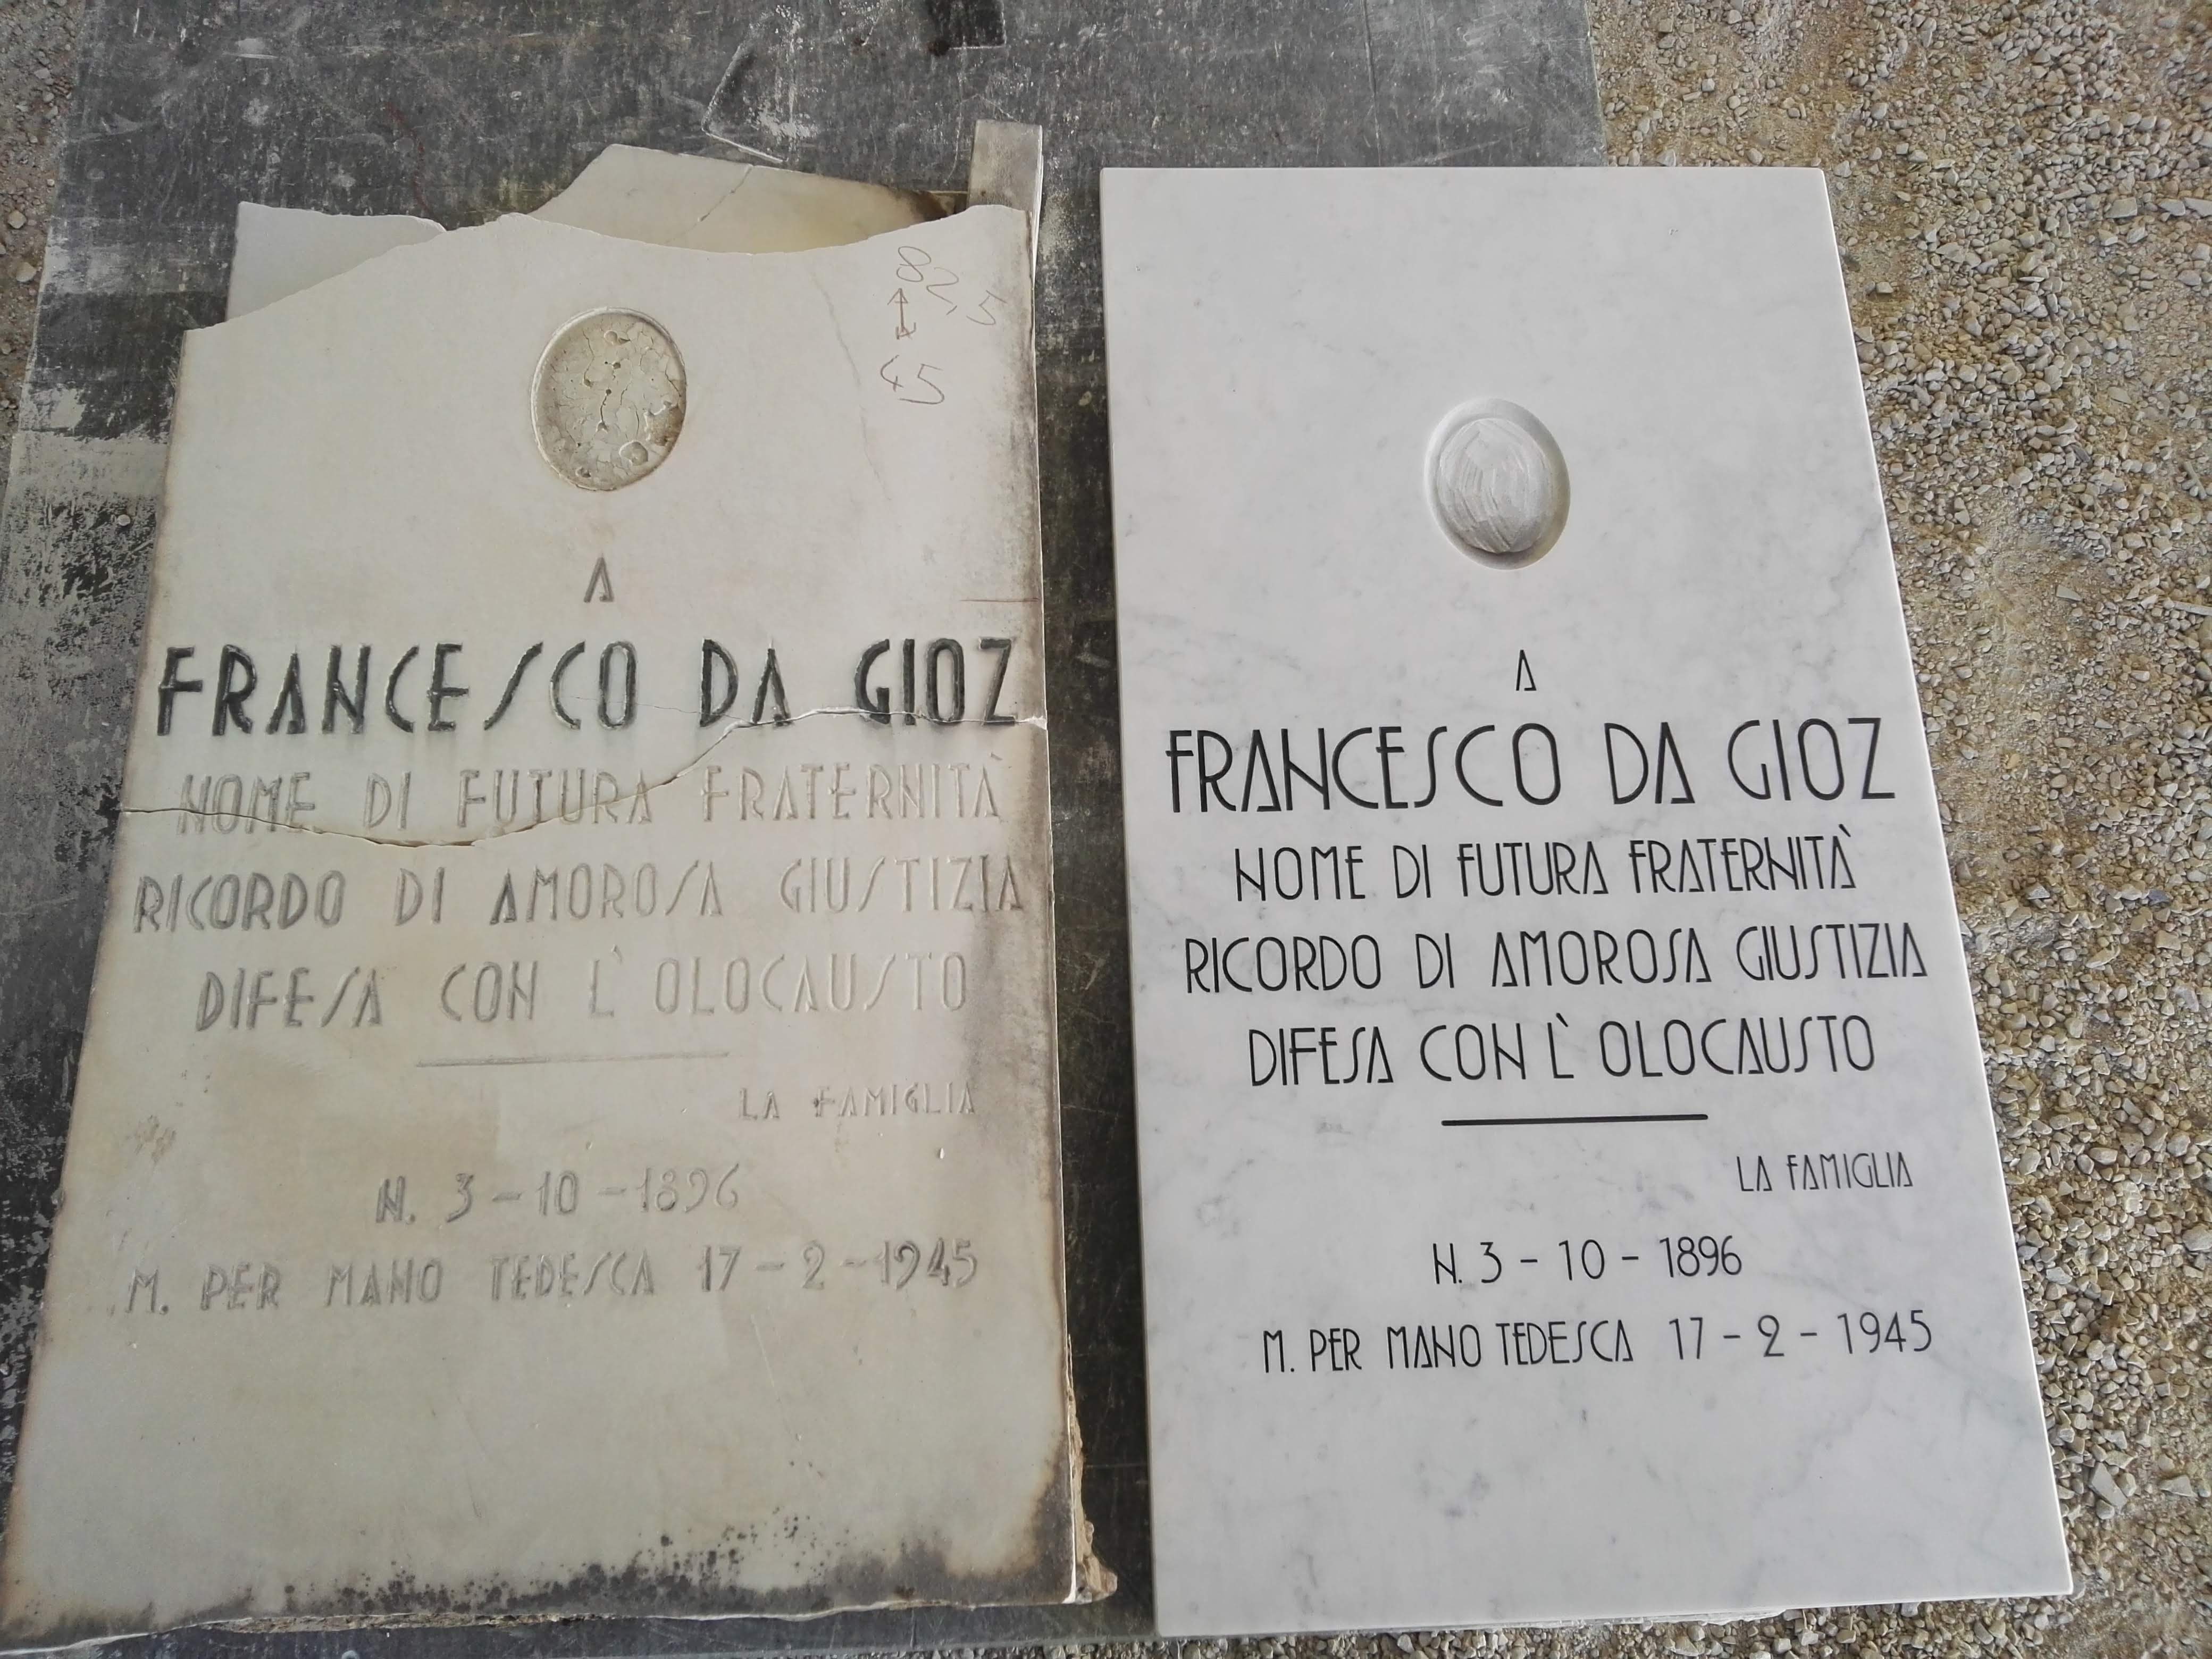 82,5
45
A
FRANCESCO DA GIOZ
NOME DI FUTURA FRATERNITÀ
RICORDO DI AMOROSA GIUSTIZIA
DIFESA CON L' OLOCAUSTO
LA FAMIGLIA
N. 3-10-1896
M. PER MANO TEDESCA 17-2-1945
A
FRANCESCO DA GIOZ
NOME DI FUTURA FRATERNITÀ
RICORDO DI AMOROSA GIUSTIZIA
DIFESA CON L' OLOCAUSTO
LA FAMIGLIA
N. 3 - 10 - 1896
M. PER MANO TEDESCA 17 - 2 - 1945